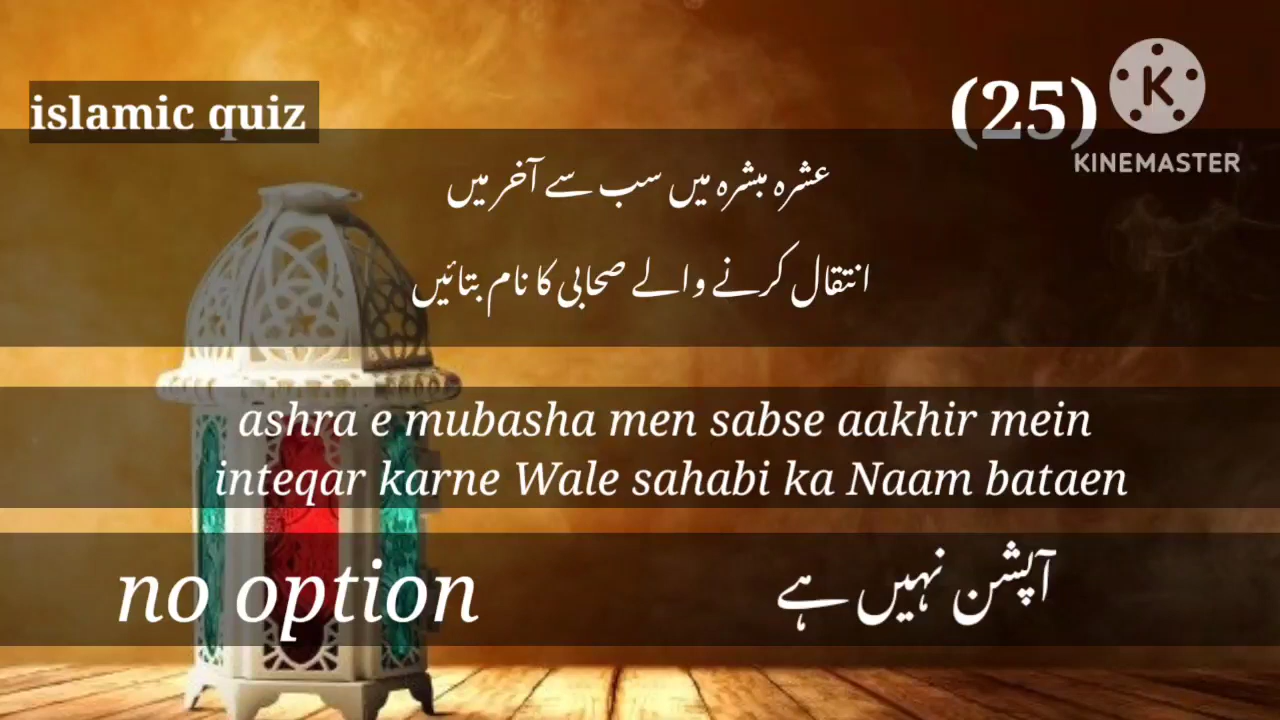 islamic quiz
(25)
KINEMASTER
عشرہ مبشرہ میں سب سے آخر میں
انتقال کرنے والے صحابی کا نام بتائیں
ashra e mubasha men sabse aakhir mein
inteqar karne Wale sahabi ka Naam bataen
no option
آپشن نہیں ہے